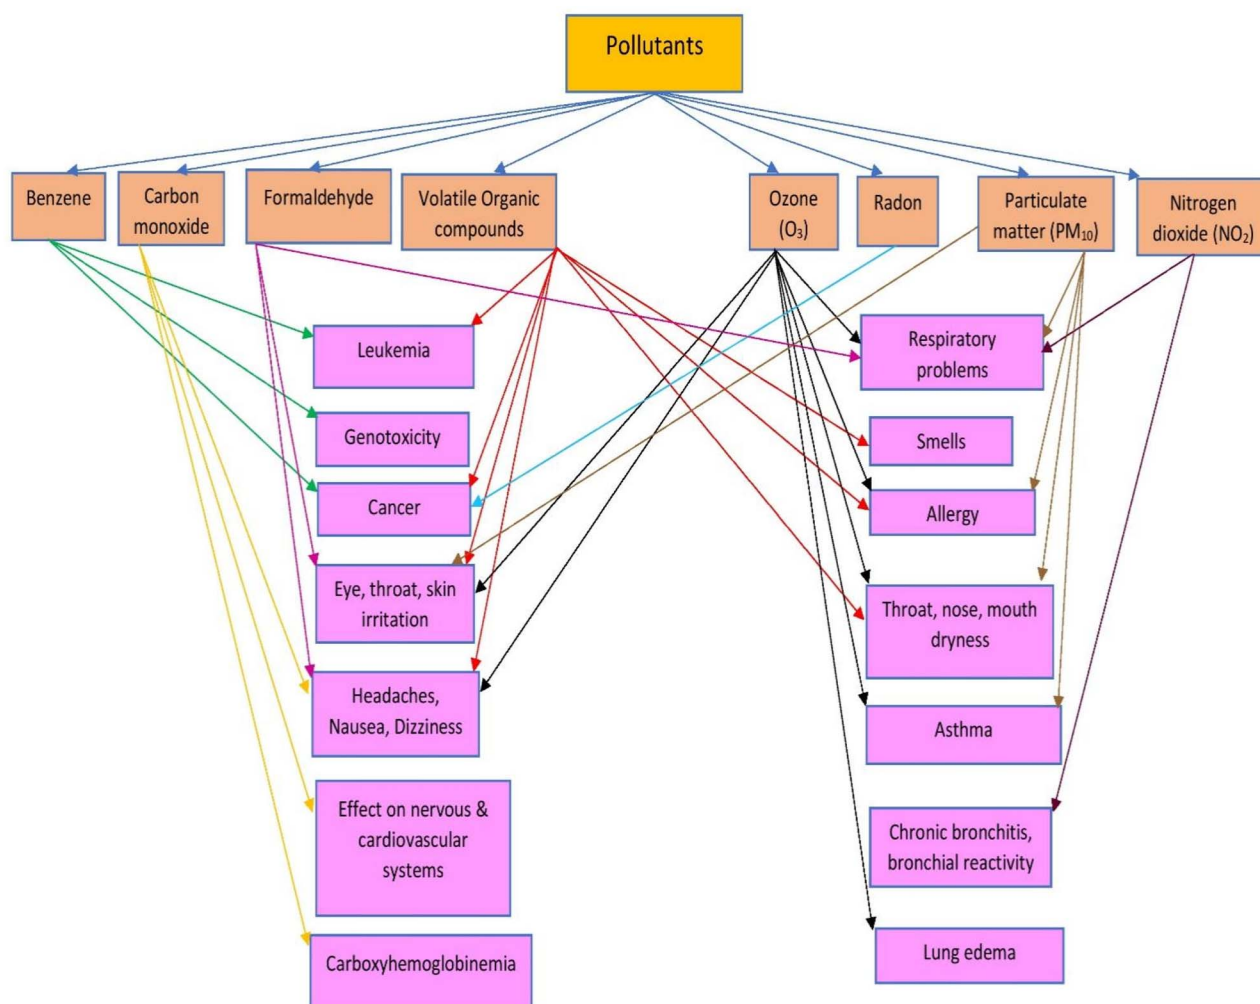 Pollutants
Benzene
Carbon
monoxide
Formaldehyde
Volatile Organic
compounds
Ozone
(O₃)
Radon
Particulate
matter (PM₁₀)
Nitrogen
dioxide (NO₂)
Leukemia
Genotoxicity
Cancer
Eye, throat, skin
irritation
Headaches,
Nausea, Dizziness
Effect on nervous &
cardiovascular
systems
Carboxyhemoglobinemia
Respiratory
problems
Smells
Allergy
Throat, nose, mouth
dryness
Asthma
Chronic bronchitis,
bronchial reactivity
Lung edema